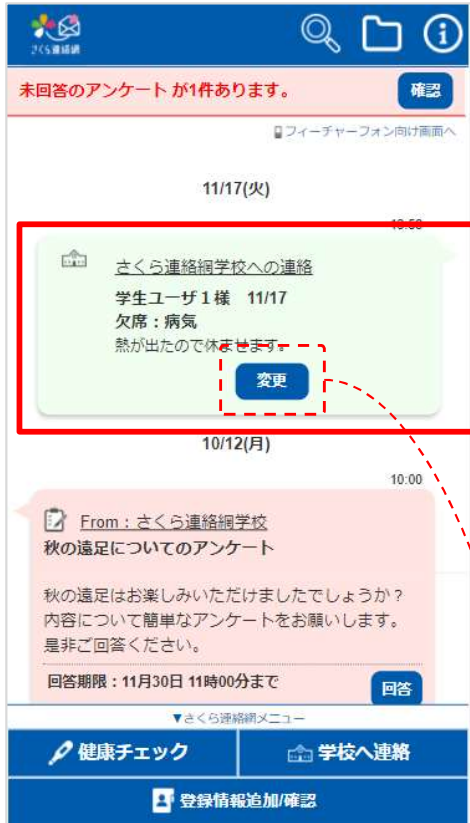 さくら連絡網
未回答のアンケート が1件あります。
確認
フィーチャーフォン向け画面へ
11/17(火)
さくら連絡網学校への連絡
学生ユーザ1様 11/17
欠席：病気
熱が出たので休ませます。
変更
10/12(月)
10:00
From：さくら連絡網学校
秋の遠足についてのアンケート
秋の遠足はお楽しみいただけましたでしょうか？
内容について簡単なアンケートをお願いします。
是非ご回答ください。
回答期限：11月30日 11時00分まで
回答
▼さくら連絡網メニュー
健康チェック
学校へ連絡
登録情報追加/確認